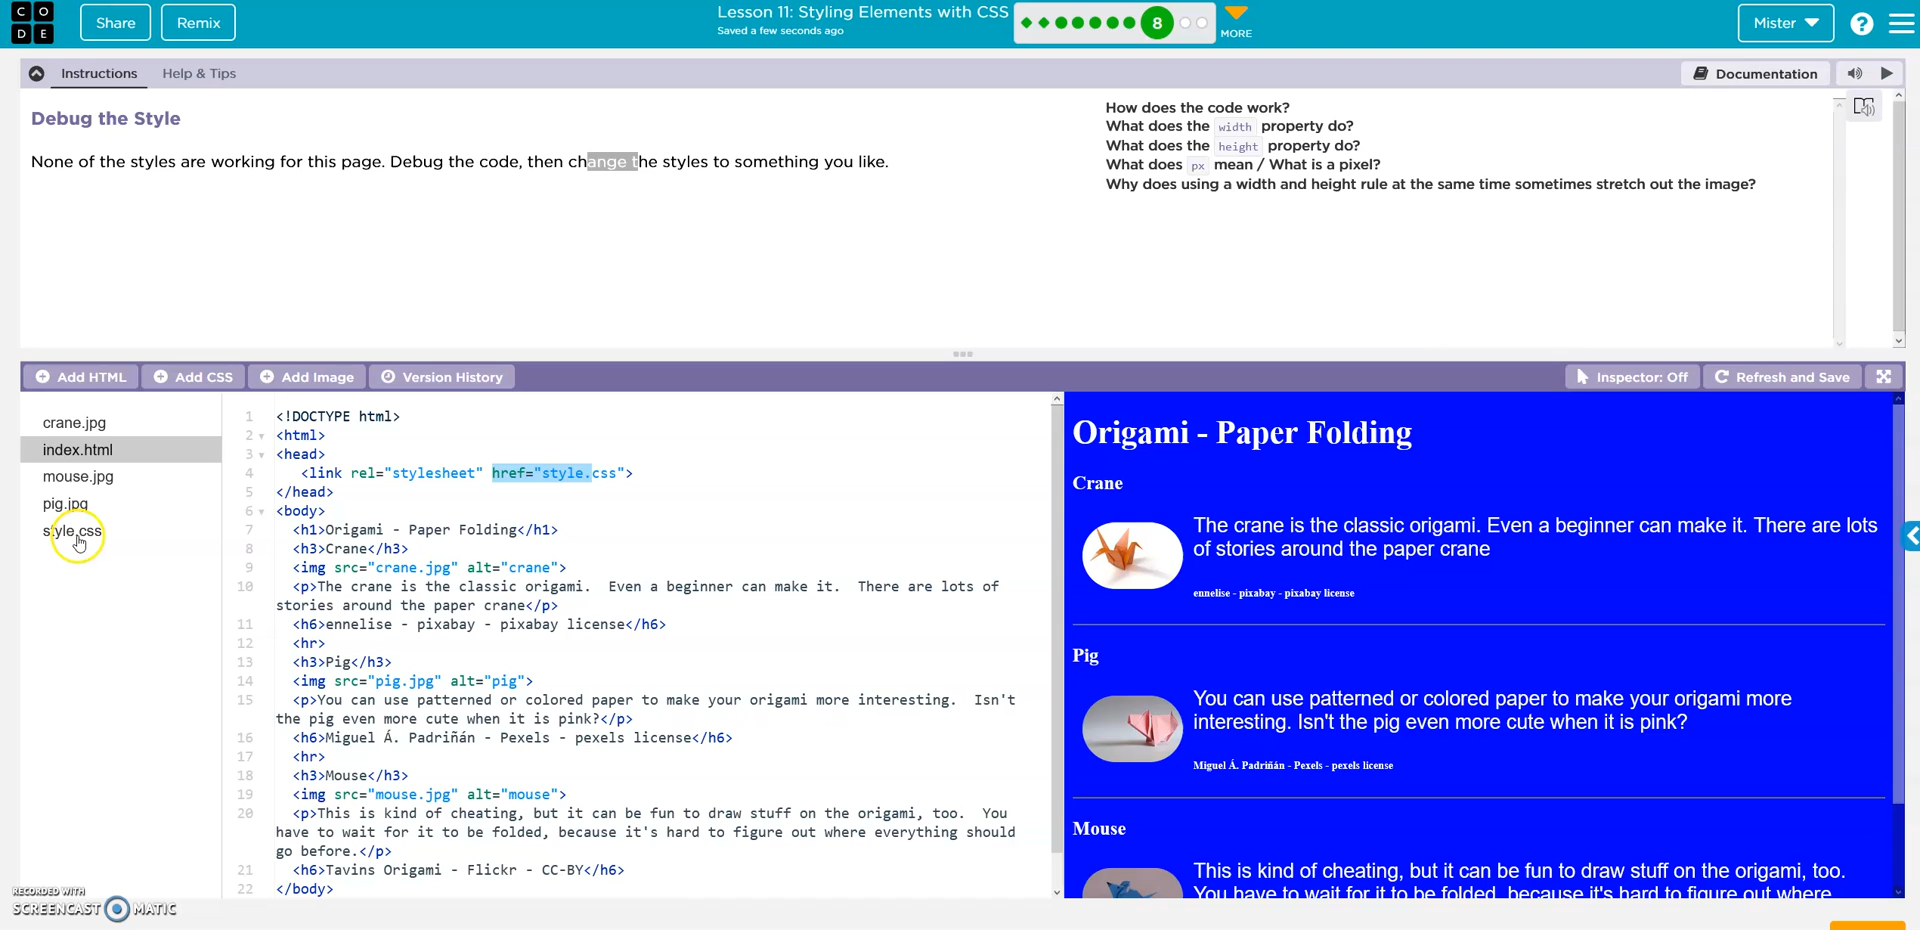 CODE
Share
Remix
Lesson 11: Styling Elements with CSS
Saved a few seconds ago
8
MORE
Mister
?
Instructions
Help & Tips
Documentation
Debug the Style
None of the styles are working for this page. Debug the code, then change the styles to something you like.
How does the code work?
What does the width property do?
What does the height property do?
What does px mean / What is a pixel?
Why does using a width and height rule at the same time sometimes stretch out the image?
Add HTML
Add CSS
Add Image
Version History
Inspector: Off
Refresh and Save
crane.jpg
index.html
mouse.jpg
pig.jpg
style.css
1 <!DOCTYPE html>
2 <html>
3 <head>
4 <link rel="stylesheet" href="style.css">
5 </head>
6 <body>
7 <h1>Origami - Paper Folding</h1>
8 <h3>Crane</h3>
9 <img src="crane.jpg" alt="crane">
10 <p>The crane is the classic origami.  Even a beginner can make it.  There are lots of
stories around the paper crane</p>
11 <h6>ennelise - pixabay - pixabay license</h6>
12 <hr>
13 <h3>Pig</h3>
14 <img src="pig.jpg" alt="pig">
15 <p>You can use patterned or colored paper to make your origami more interesting.  Isn't
the pig even more cute when it is pink?</p>
16 <h6>Miguel Á. Padriñán - Pexels - pexels license</h6>
17 <hr>
18 <h3>Mouse</h3>
19 <img src="mouse.jpg" alt="mouse">
20 <p>This is kind of cheating, but it can be fun to draw stuff on the origami, too.  You
have to wait for it to be folded, because it's hard to figure out where everything should
go before.</p>
21 <h6>Tavins Origami - Flickr - CC-BY</h6>
22 </body>
Origami - Paper Folding
Crane
The crane is the classic origami. Even a beginner can make it. There are lots
of stories around the paper crane
ennelise - pixabay - pixabay license
Pig
You can use patterned or colored paper to make your origami more
interesting. Isn't the pig even more cute when it is pink?
Miguel Á. Padriñán - Pexels - pexels license
Mouse
This is kind of cheating, but it can be fun to draw stuff on the origami, too.
You have to wait for it to be folded, because it's hard to figure out where
RECORDED WITH
SCREENCAST MATIC